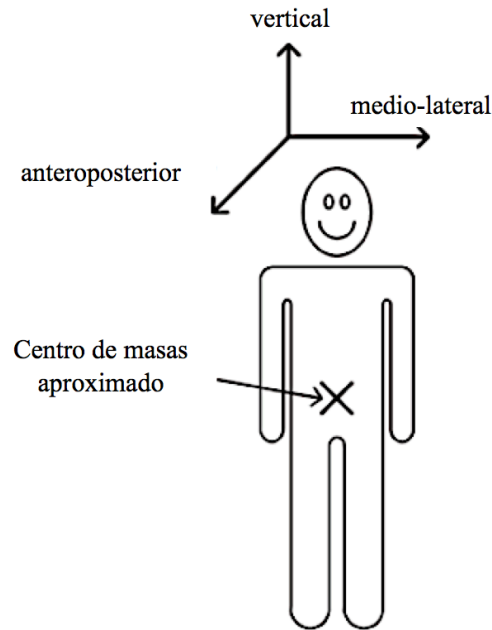 vertical
medio-lateral
anteroposterior
Centro de masas
aproximado